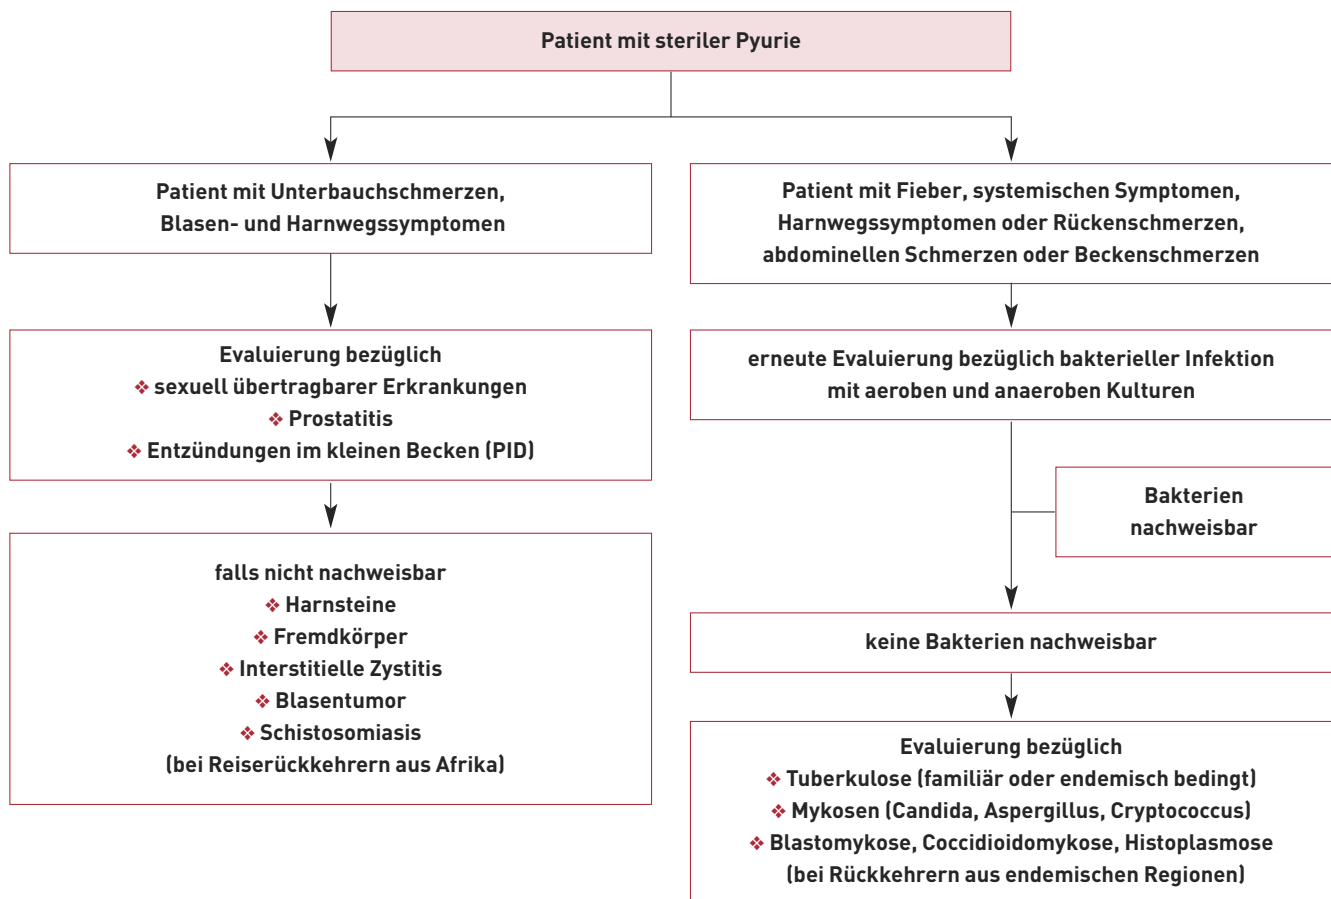 Patient mit steriler Pyurie
Patient mit Unterbauchschmerzen,
Blasen- und Harnwegssymptomen
Evaluierung bezüglich
❖ sexuell übertragbarer Erkrankungen
❖ Prostatitis
❖ Entzündungen im kleinen Becken (PID)
falls nicht nachweisbar
❖ Harnsteine
❖ Fremdkörper
❖ Interstitielle Zystitis
❖ Blasentumor
❖ Schistosomiasis
(bei Reiserückkehrern aus Afrika)
Patient mit Fieber, systemischen Symptomen,
Harnwegssymptomen oder Rückenschmerzen,
abdominellen Schmerzen oder Beckenschmerzen
erneute Evaluierung bezüglich bakterieller Infektion
mit aeroben und anaeroben Kulturen
Bakterien
nachweisbar
keine Bakterien nachweisbar
Evaluierung bezüglich
❖ Tuberkulose (familiär oder endemisch bedingt)
❖ Mykosen (Candida, Aspergillus, Cryptococcus)
❖ Blastomykose, Coccidioidomykose, Histoplasmose
(bei Rückkehrern aus endemischen Regionen)